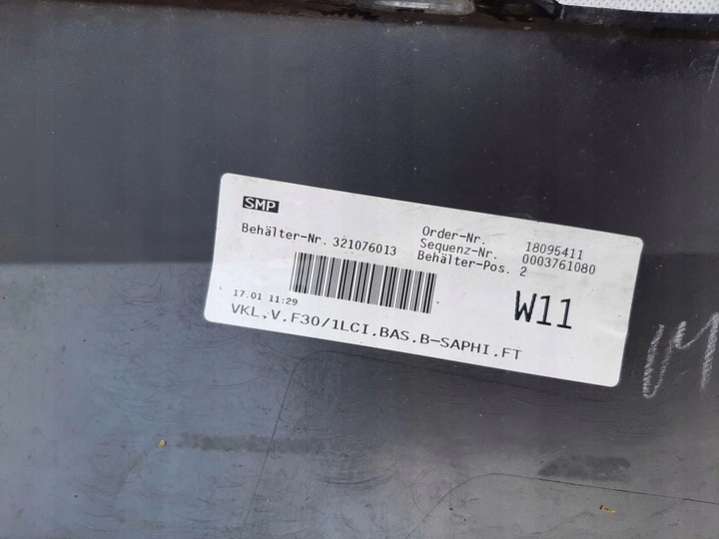 SMP
Order-Nr. 18095411
Behälter-Nr. 321076013 Sequenz-Nr. 0003761080
Behälter-Pos. 2
17.01 11:29
W11
VKL.V.F30/1LCI.BAS.B-SAPHI.FT